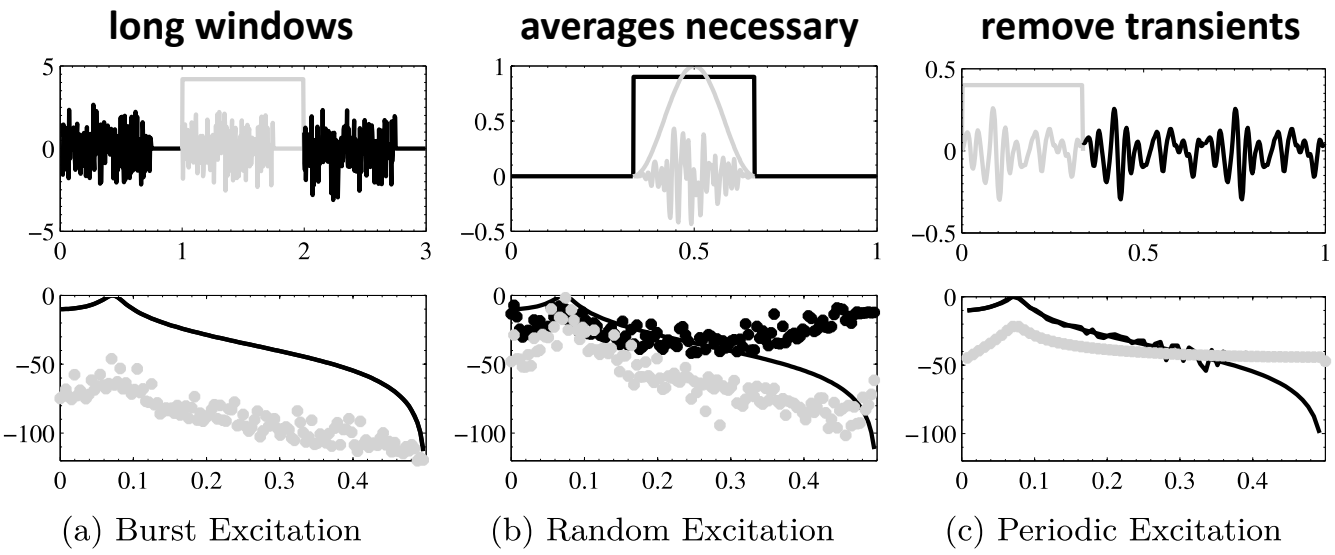 long windows averages necessary remove transients
5 1 0.5
0.5
0 0
0
−5 −0.5 −0.5
0 1 2 3 0 0.5 1 0.5 1
0 0 0
−50 −50 −50
−100 −100 −100
0 0.1 0.2 0.3 0.4 0 0.1 0.2 0.3 0.4 0 0.1 0.2 0.3 0.4
(a) Burst Excitation (b) Random Excitation (c) Periodic Excitation